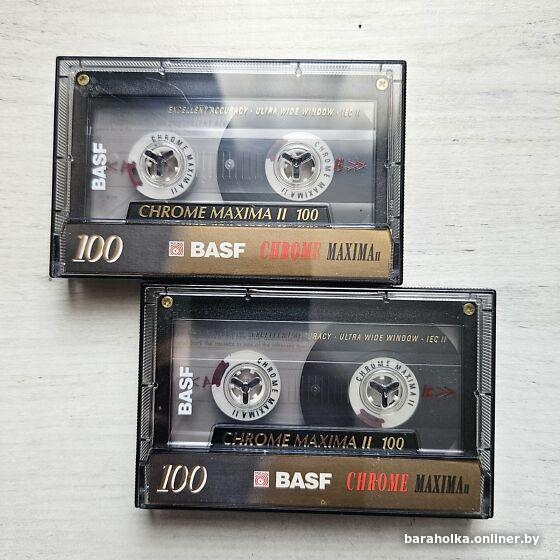 EXCELLENT ACCURACY · ULTRA WIDE WINDOW · IEC II
BASF
A
CHROME MAXIMA II
CHROME MAXIMA II
B
CHROME MAXIMA II 100
100 BASF CHROME MAXIMA II
ACCURACY · ULTRA WIDE WINDOW · IEC II
BASF
A
CHROME MAXIMA II
CHROME MAXIMA II
CHROME MAXIMA II 100
100 BASF CHROME MAXIMA II
baraholka.onliner.by